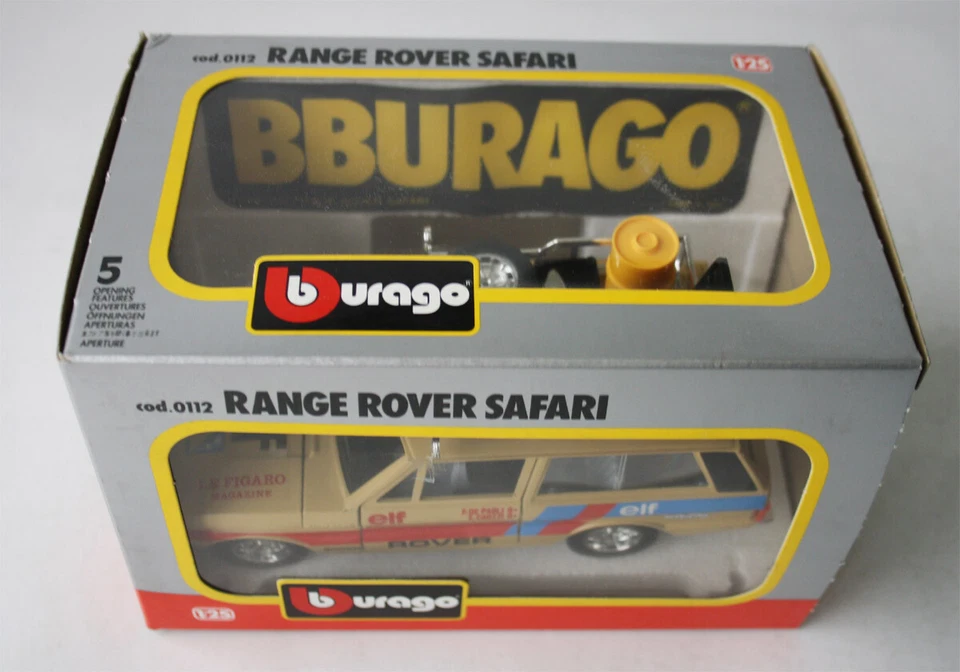 cod.0112 RANGE ROVER SAFARI 1:25
BBURAGO
5
OPENING
FEATURES
OUVERTURES
ÖFFNUNGEN
APERTURAS
APERTURE
burago
cod.0112 RANGE ROVER SAFARI
LE FIGARO
MAGAZINE
elf
elf
ROVER
burago
1:25